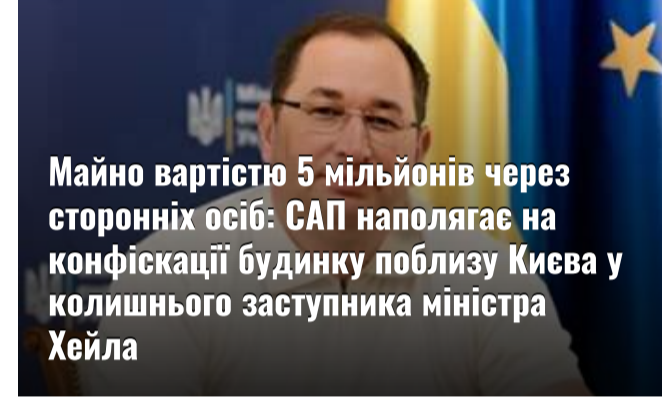 Майно вартістю 5 мільйонів через
сторонніх осіб: САП наполягає на
конфіскації будинку поблизу Києва у
колишнього заступника міністра
Хейла